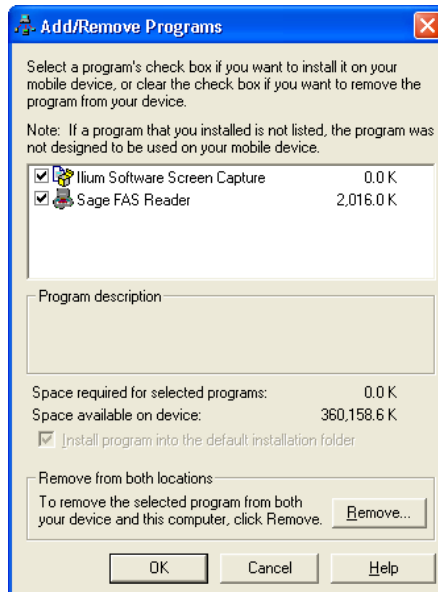 Add/Remove Programs
Select a program's check box if you want to install it on your
mobile device, or clear the check box if you want to remove the
program from your device.
Note: If a program that you installed is not listed, the program was
not designed to be used on your mobile device.
Ilium Software Screen Capture 0.0 K
Sage FAS Reader 2,016.0 K
Program description
Space required for selected programs: 0.0 K
Space available on device: 360,158.6 K
Install program into the default installation folder
Remove from both locations
To remove the selected program from both
your device and this computer, click Remove. Remove...
OK Cancel Help